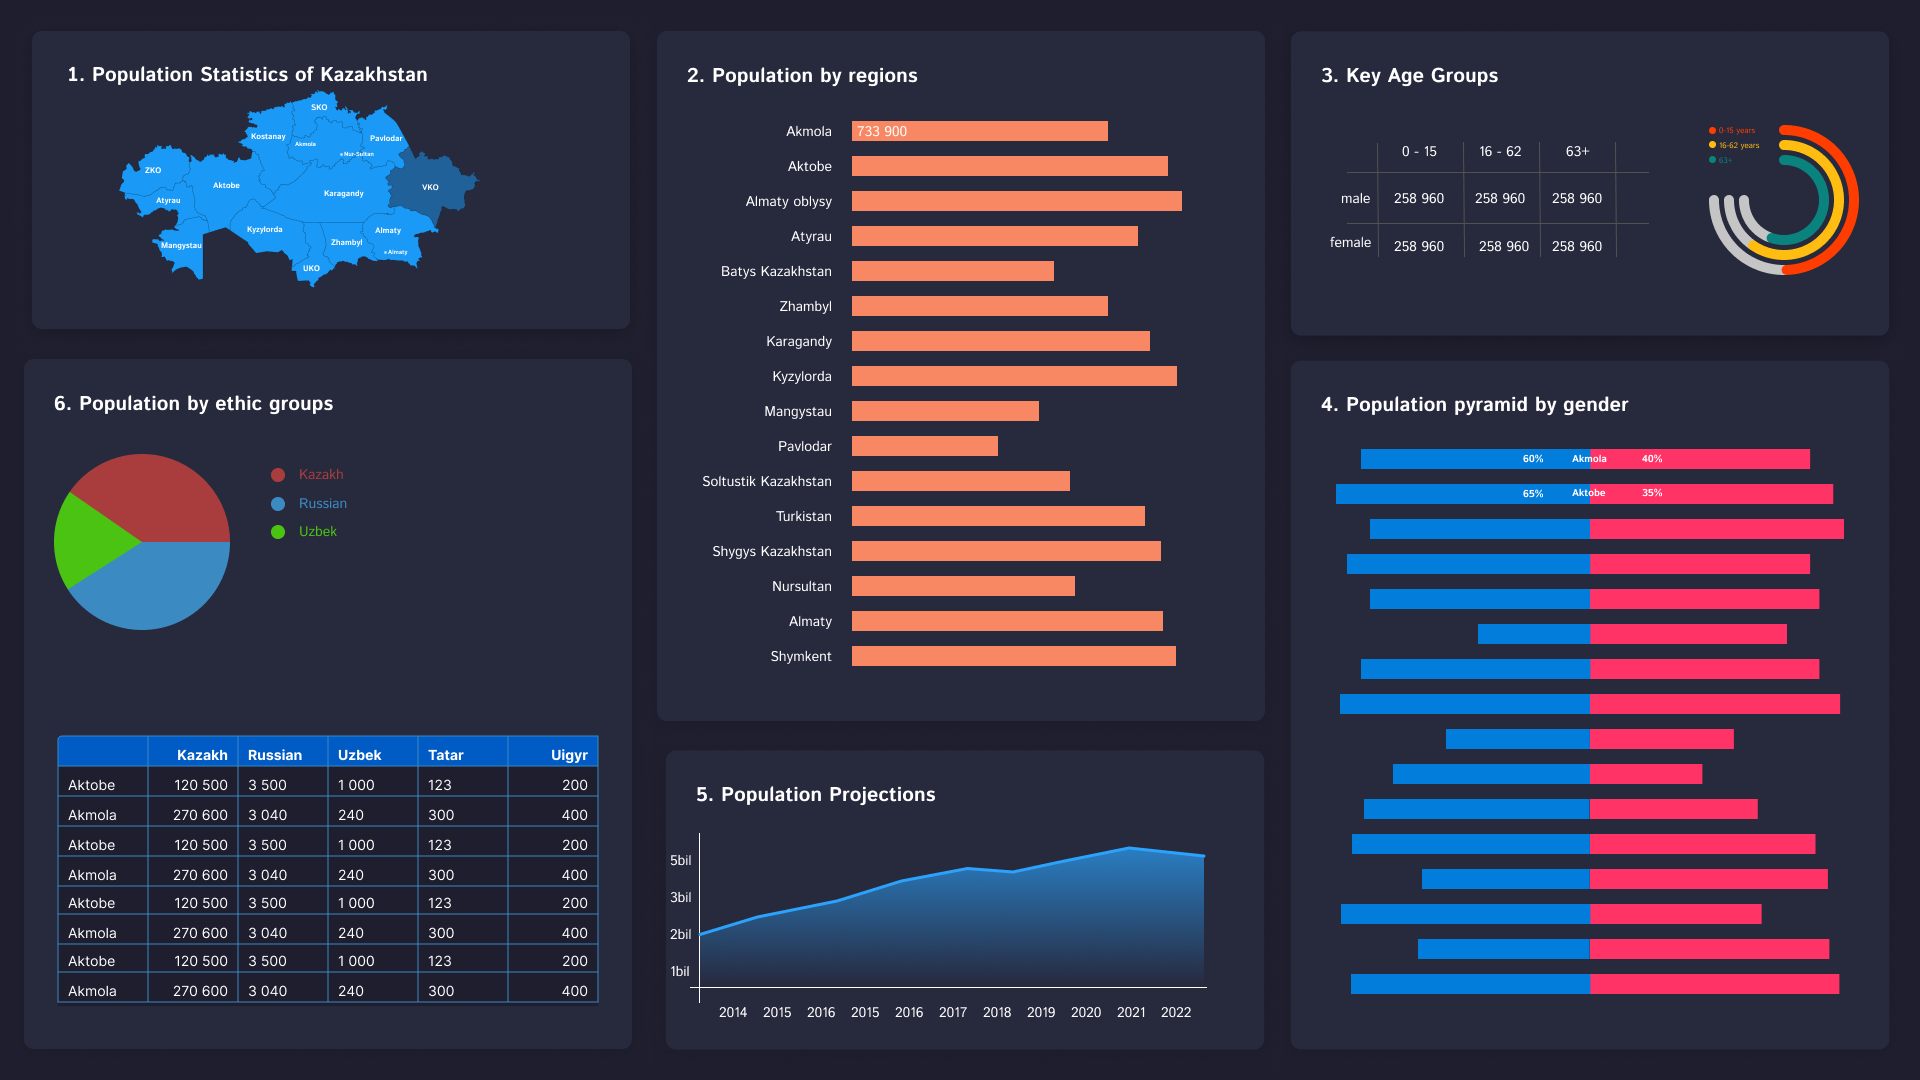 1. Population Statistics of Kazakhstan
SKO
Kostanay
Pavlodar
Akmola
Nur-Sultan
ZKO
Aktobe
VKO
Karagandy
Atyrau
Kyzylorda
Almaty
Mangystau
Zhambyl
Almaty
UKO
2. Population by regions
Akmola 733 900
Aktobe
Almaty oblysy
Atyrau
Batys Kazakhstan
Zhambyl
Karagandy
Kyzylorda
Mangystau
Pavlodar
Soltustik Kazakhstan
Turkistan
Shygys Kazakhstan
Nursultan
Almaty
Shymkent
3. Key Age Groups
0 - 15 16 - 62 63+
male 258 960 258 960 258 960
female 258 960 258 960 258 960
0-15 years
16-62 years
63+
6. Population by ethic groups
Kazakh
Russian
Uzbek
Kazakh Russian Uzbek Tatar Uigyr
Aktobe 120 500 3 500 1 000 123 200
Akmola 270 600 3 040 240 300 400
Aktobe 120 500 3 500 1 000 123 200
Akmola 270 600 3 040 240 300 400
Aktobe 120 500 3 500 1 000 123 200
Akmola 270 600 3 040 240 300 400
Aktobe 120 500 3 500 1 000 123 200
Akmola 270 600 3 040 240 300 400
5. Population Projections
5bil
3bil
2bil
1bil
2014 2015 2016 2015 2016 2017 2018 2019 2020 2021 2022
4. Population pyramid by gender
60% Akmola 40%
65% Aktobe 35%